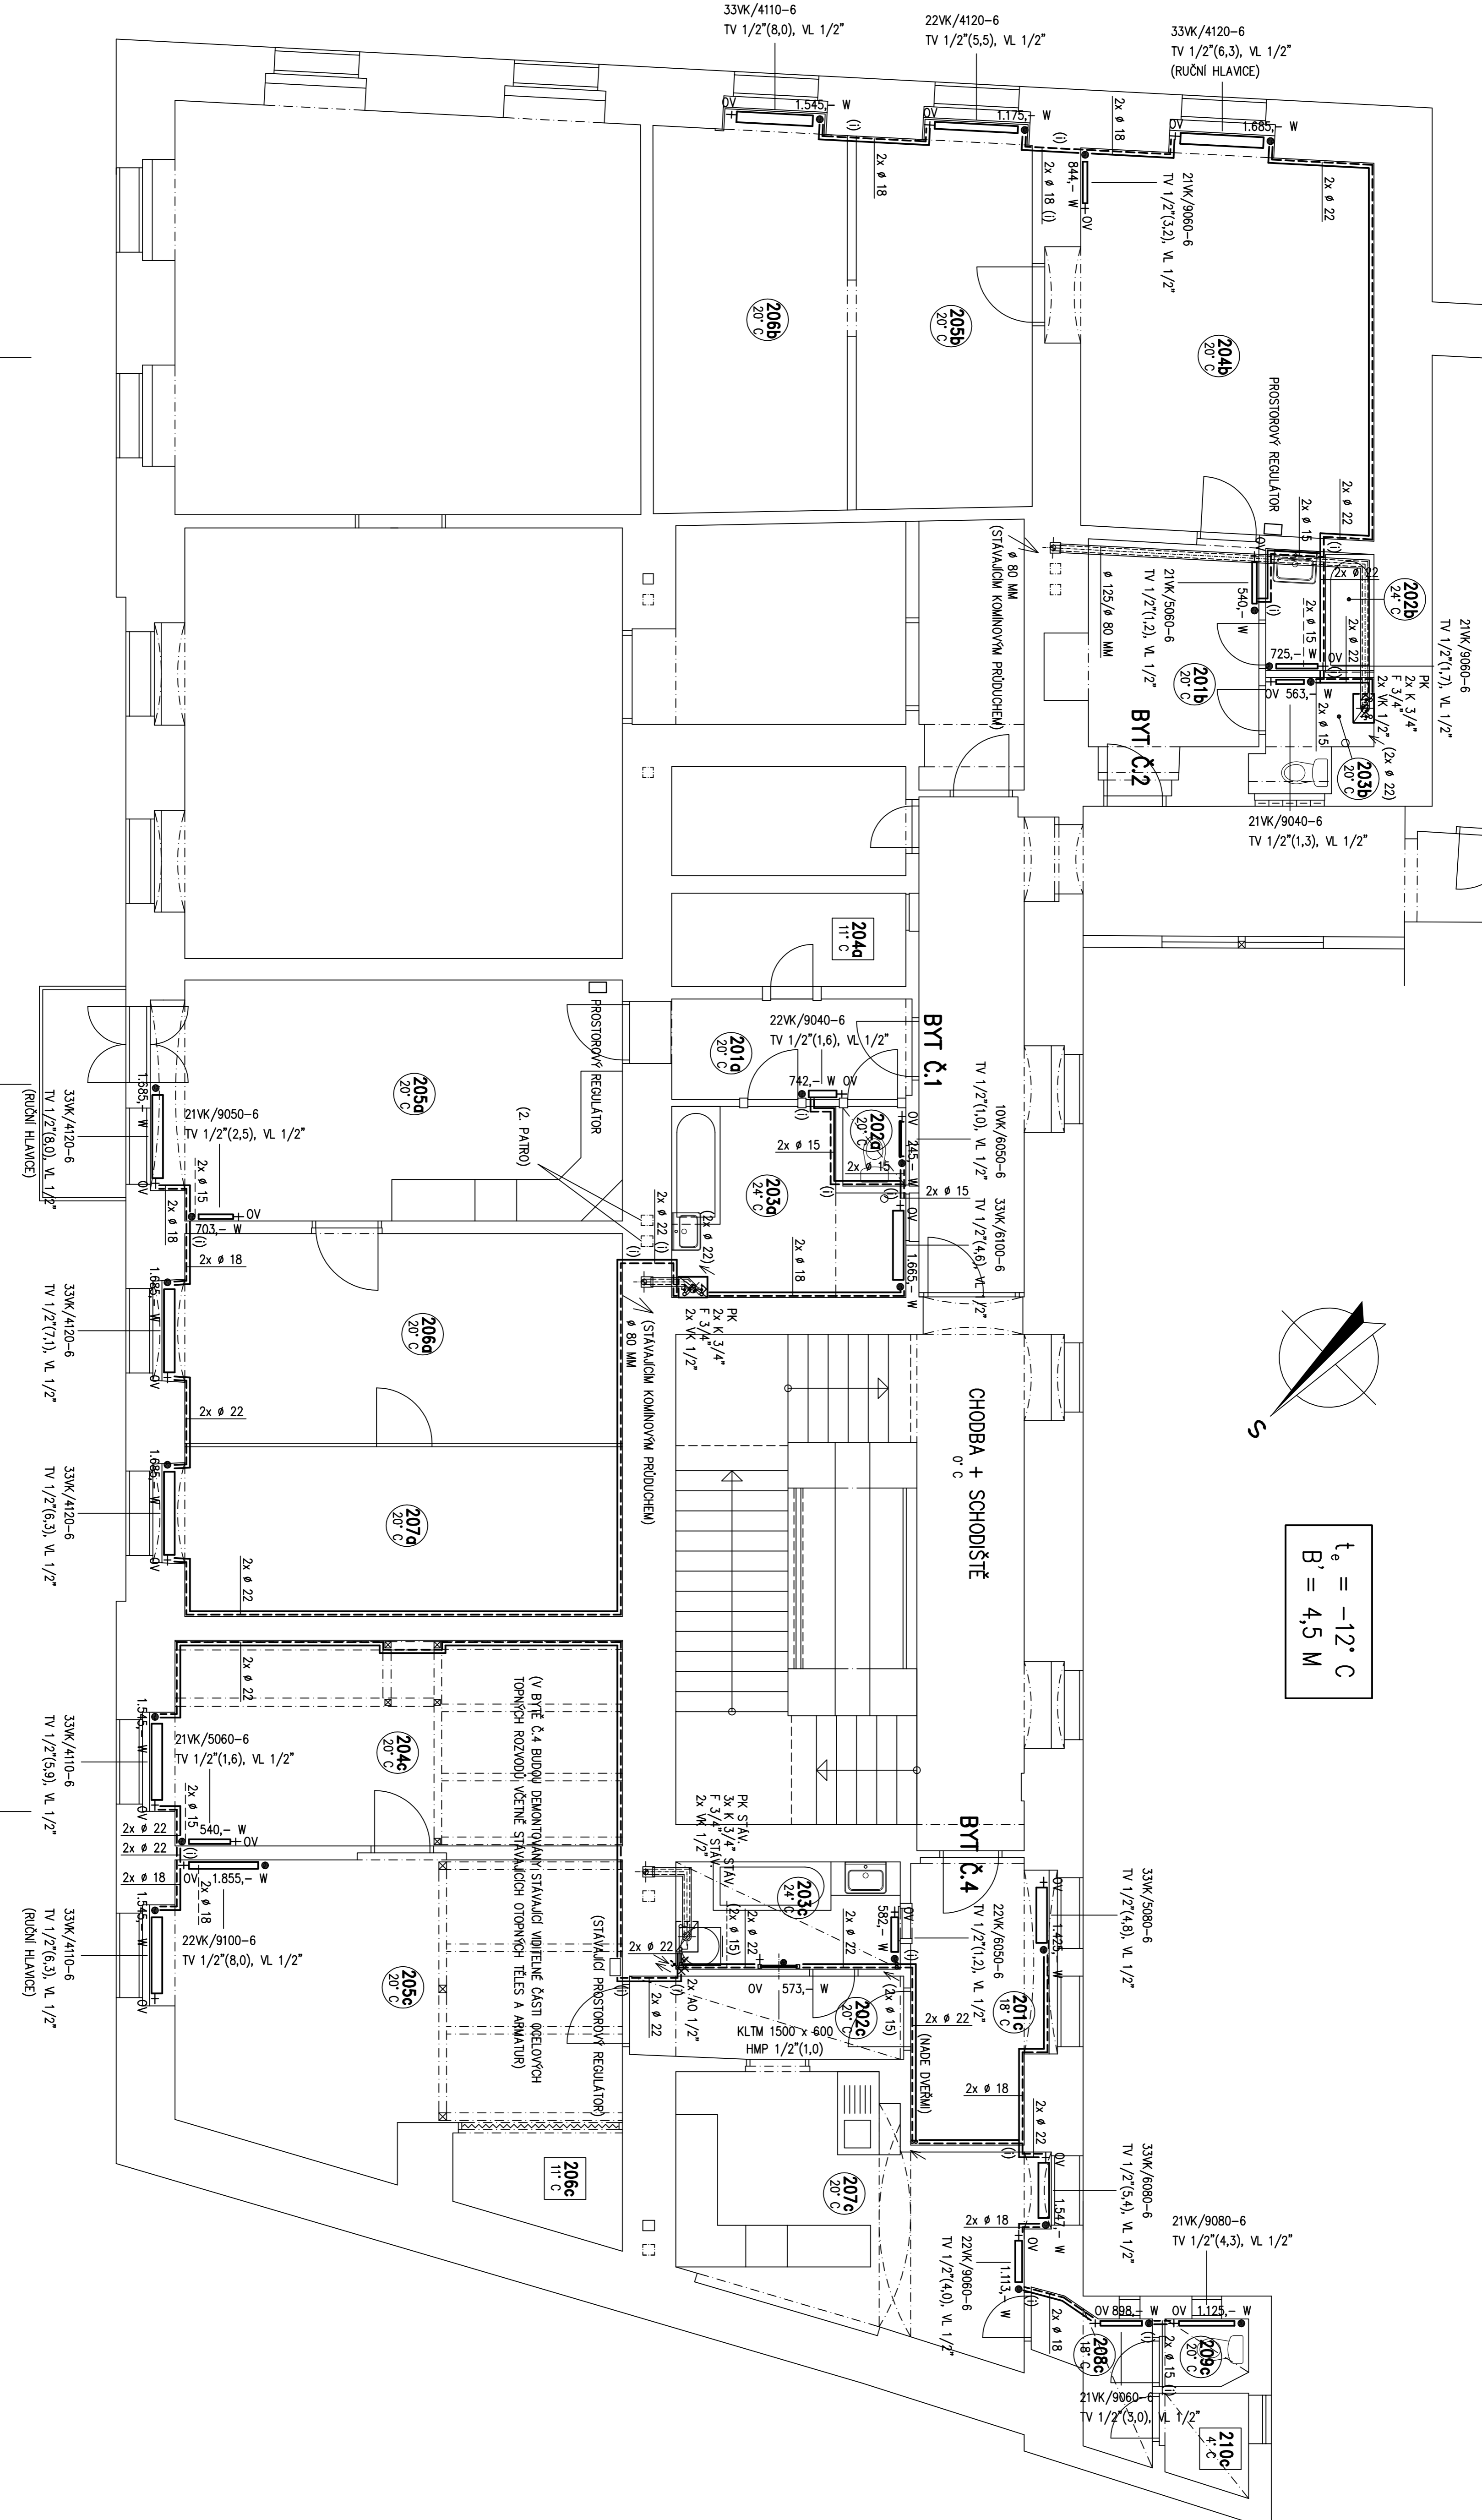 33VK/4110-6
TV 1/2"(8,0), VL 1/2"
22VK/4120-6
TV 1/2"(5,5), VL 1/2"
33VK/4120-6
TV 1/2"(6,3), VL 1/2"
(RUČNÍ HLAVICE)
OV
1.545,- W
OV
1.175,- W
OV
1.685,- W
(i)
2x ø 18
(i)
2x ø 18 (i)
2x ø 18
844,- W
OV
21VK/9060-6
TV 1/2"(3,2), VL 1/2"
2x ø 22
206b
20° C
205b
20° C
204b
20° C
PROSTOROVÝ REGULÁTOR
2x ø 22
2x ø 15
(i)
OV
2x ø 22
202b
24° C
21VK/9060-6
TV 1/2"(1,7), VL 1/2"
ø 80 MM
(STÁVAJÍCÍM KOMÍNOVÝM PRŮDUCHEM)
ø 125/ø 80 MM
21VK/5060-6
TV 1/2"(1,2), VL 1/2"
540,- W
(i)
2x ø 15
2x ø 22
725,- W
OV
(i)
OV
563,- W
2x ø 15
PK
2x K 3/4"
F 3/4"
2x VK 1/2"
(2x ø 22)
201b
20° C
203b
20° C
BYT Č.2
21VK/9040-6
TV 1/2"(1,3), VL 1/2"
204a
11° C
BYT Č.1
22VK/9040-6
TV 1/2"(1,6), VL 1/2"
201a
20° C
742,- W
OV
(i)
202a
20° C
OV
245,- W
10VK/6050-6
TV 1/2"(1,0), VL 1/2"
2x ø 15
2x ø 15
2x ø 15
(i)
(i)
33VK/6100-6
TV 1/2"(4,6), VL 1/2"
OV
1.665,- W
203a
24° C
2x ø 18
(2x ø 22)
2x ø 22 (i)
(i)
PROSTOROVÝ REGULÁTOR
(2. PATRO)
205a
20° C
1.685,- W
OV
33VK/4120-6
TV 1/2"(8,0), VL 1/2"
(RUČNÍ HLAVICE)
21VK/9050-6
TV 1/2"(2,5), VL 1/2"
2x ø 15
OV
703,- W
(i)
2x ø 18
2x ø 18
PK
2x K 3/4"
F 3/4"
2x VK 1/2"
(STÁVAJÍCÍM KOMÍNOVÝM PRŮDUCHEM)
ø 80 MM
206a
20° C
1.685,- W
OV
33VK/4120-6
TV 1/2"(7,1), VL 1/2"
2x ø 22
207a
20° C
1.685,- W
OV
33VK/4120-6
TV 1/2"(6,3), VL 1/2"
2x ø 22
CHODBA + SCHODIŠTĚ
0° C
S
te = -12° C
B' = 4,5 M
2x ø 22
(V BYTĚ Č.4 BUDOU DEMONTOVÁNY STÁVAJÍCÍ VIDITELNÉ ČÁSTI OCELOVÝCH
TOPNÝCH ROZVODŮ VČETNĚ STÁVAJÍCÍCH OTOPNÝCH TĚLES A ARMATUR)
204c
20° C
1.545,- W
OV
33VK/4110-6
TV 1/2"(5,9), VL 1/2"
21VK/5060-6
TV 1/2"(1,6), VL 1/2"
2x ø 15
540,- W
OV
2x ø 22
2x ø 22
2x ø 18
(i)
OV
1.855,- W
2x ø 18
1.545,- W
OV
33VK/4110-6
TV 1/2"(6,3), VL 1/2"
(RUČNÍ HLAVICE)
22VK/9100-6
TV 1/2"(8,0), VL 1/2"
205c
20° C
(STÁVAJÍCÍ PROSTOROVÝ REGULÁTOR)
206c
11° C
PK STÁV.
3x K 3/4" STÁV.
F 3/4" STÁV.
2x VK 1/2"
203c
24° C
(2x ø 15)
2x ø 22
2x ø 22
2x ø 22
2x ø 22
(i)
(i)
2x AO 1/2"
OV
573,- W
KLTM 1500 x 600
HMP 1/2"(1,0)
202c
20° C
OV
582,- W
(i)
(2x ø 15)
22VK/6050-6
TV 1/2"(1,2), VL 1/2"
BYT Č.4
201c
18° C
OV
1.425,- W
33VK/5080-6
TV 1/2"(4,8), VL 1/2"
2x ø 22
(NADE DVEŘMI)
2x ø 18
2x ø 22
(i)
OV
1.547,- W
33VK/6080-6
TV 1/2"(5,4), VL 1/2"
207c
20° C
2x ø 18
OV
1.113,- W
22VK/9060-6
TV 1/2"(4,0), VL 1/2"
(i)
2x ø 18
21VK/9080-6
TV 1/2"(4,3), VL 1/2"
OV 898,- W
OV 1.125,- W
(i)
2x ø 15 (i)
208c
18° C
209c
20° C
21VK/9060-6
TV 1/2"(3,0), VL 1/2"
210c
4° C